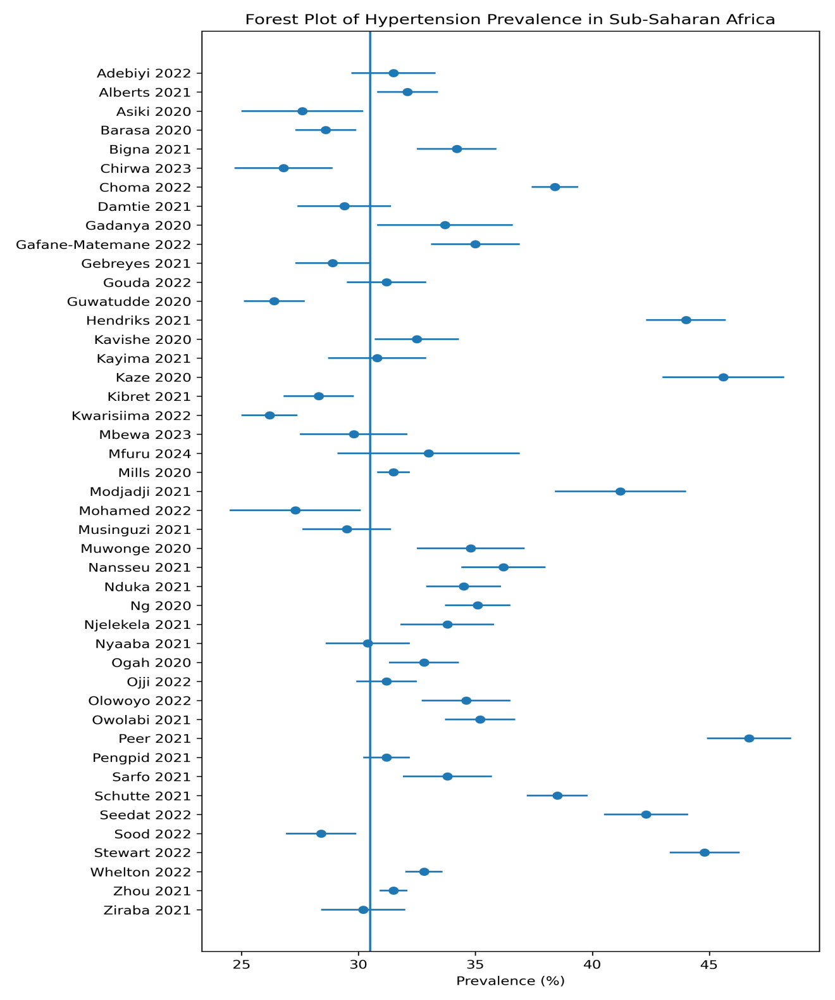 Forest Plot of Hypertension Prevalence in Sub-Saharan Africa
Adebiyi 2022
Alberts 2021
Asiki 2020
Barasa 2020
Bigna 2021
Chirwa 2023
Choma 2022
Damtie 2021
Gadanya 2020
Gafane-Matemane 2022
Gebreyes 2021
Gouda 2022
Guwatudde 2020
Hendriks 2021
Kavishe 2020
Kayima 2021
Kaze 2020
Kibret 2021
Kwarisiima 2022
Mbewa 2023
Mfuru 2024
Mills 2020
Modjadji 2021
Mohamed 2022
Musinguzi 2021
Muwonge 2020
Nansseu 2021
Nduka 2021
Ng 2020
Njelekela 2021
Nyaaba 2021
Ogah 2020
Ojji 2022
Olowoyo 2022
Owolabi 2021
Peer 2021
Pengpid 2021
Sarfo 2021
Schutte 2021
Seedat 2022
Sood 2022
Stewart 2022
Whelton 2022
Zhou 2021
Ziraba 2021
25 30 35 40 45
Prevalence (%)